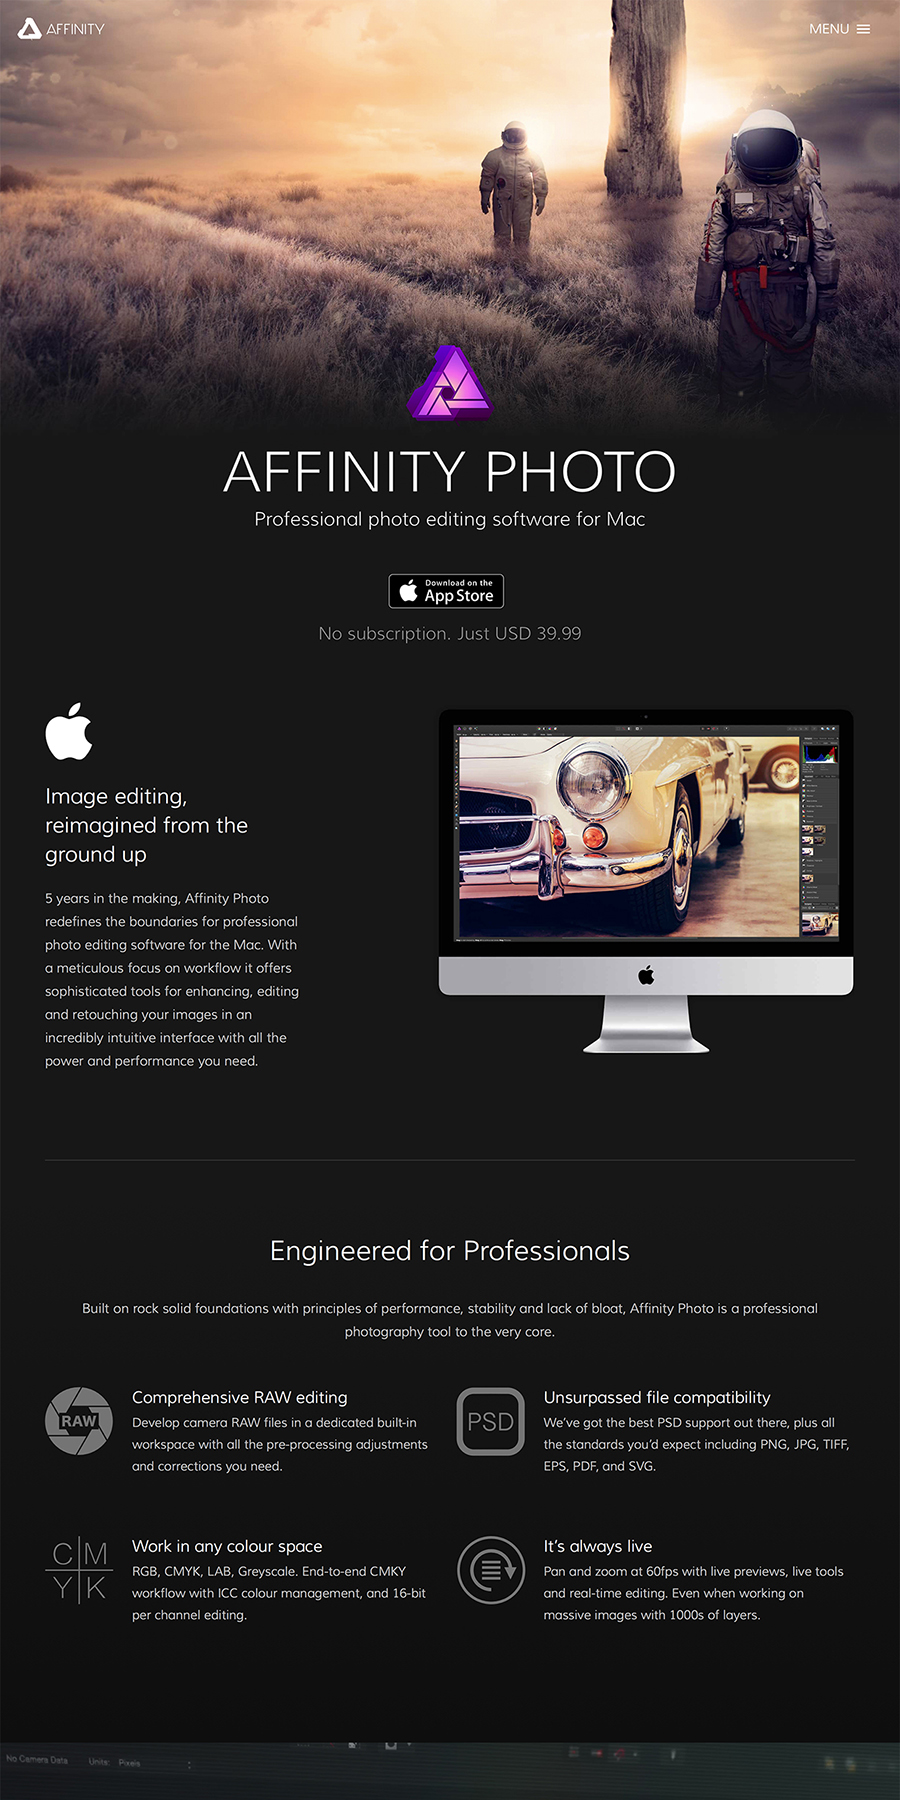 AFFINITY
MENU
AFFINITY PHOTO
Professional photo editing software for Mac
Download on the
App Store
No subscription. Just USD 39.99
Image editing,
reimagined from the
ground up
5 years in the making, Affinity Photo
redefines the boundaries for professional
photo editing software for the Mac. With
a meticulous focus on workflow it offers
sophisticated tools for enhancing, editing
and retouching your images in an
incredibly intuitive interface with all the
power and performance you need.
Engineered for Professionals
Built on rock solid foundations with principles of performance, stability and lack of bloat, Affinity Photo is a professional
photography tool to the very core.
RAW
Comprehensive RAW editing
Develop camera RAW files in a dedicated built-in
workspace with all the pre-processing adjustments
and corrections you need.
PSD
Unsurpassed file compatibility
We've got the best PSD support out there, plus all
the standards you'd expect including PNG, JPG, TIFF,
EPS, PDF, and SVG.
C M
Y K
Work in any colour space
RGB, CMYK, LAB, Greyscale. End-to-end CMKY
workflow with ICC colour management, and 16-bit
per channel editing.
It's always live
Pan and zoom at 60fps with live previews, live tools
and real-time editing. Even when working on
massive images with 1000s of layers.
No Camera Data Units: Pixels